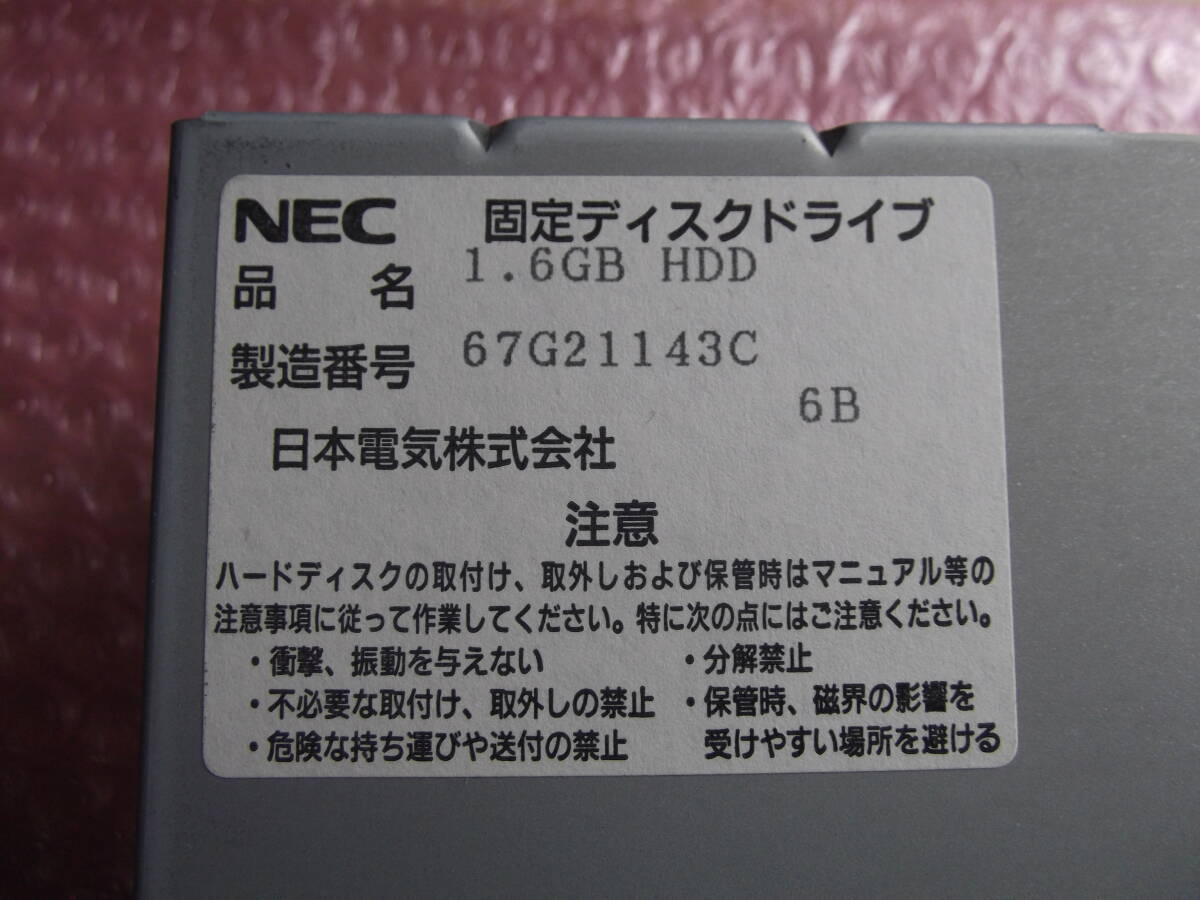 NEC 固定ディスクドライブ
品名 1.6GB HDD
製造番号 67G21143C
6B
日本電気株式会社
注意
ハードディスクの取付け、取外しおよび保管時はマニュアル等の
注意事項に従って作業してください。特に次の点にはご注意ください。
・衝撃、振動を与えない
・不必要な取付け、取外しの禁止
・危険な持ち運びや送付の禁止
・分解禁止
・保管時、磁界の影響を
受けやすい場所を避ける